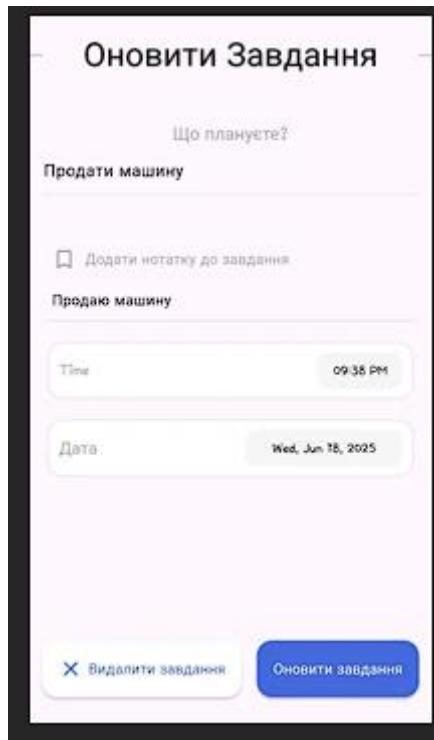 Оновити Завдання
Що плануєте?
Продати машину
Додати нотатку до завдання
Продаю машину
Time
09:38 PM
Дата
Wed, Jun 18, 2025
Видалити завдання
Оновити завдання